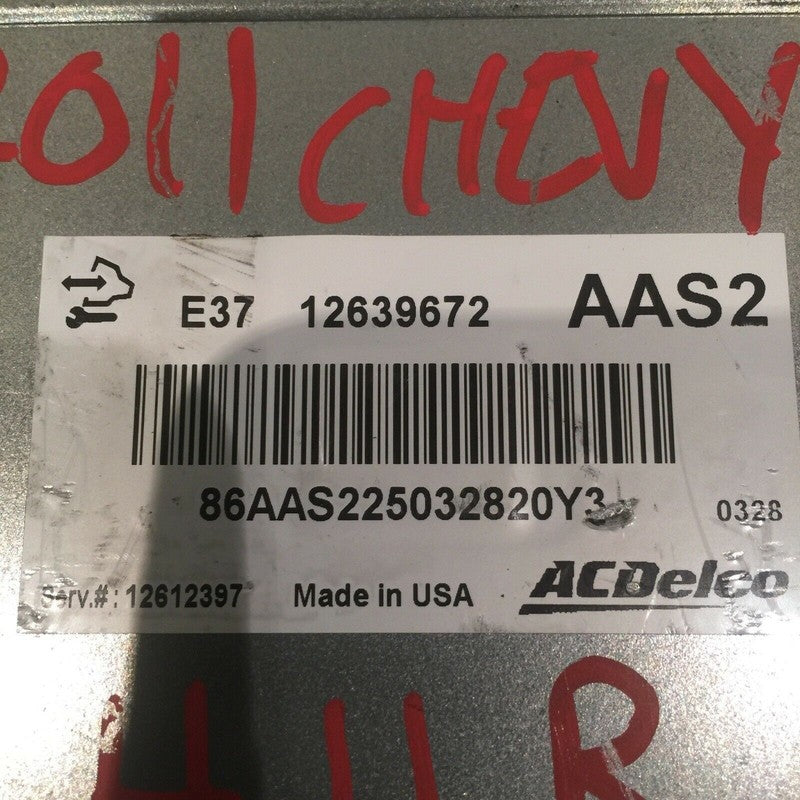 2011 CHEVY
E37 12639672 AAS2
86AAS225032820Y3 0328
Serv.#: 12612397 Made in USA ACDelco